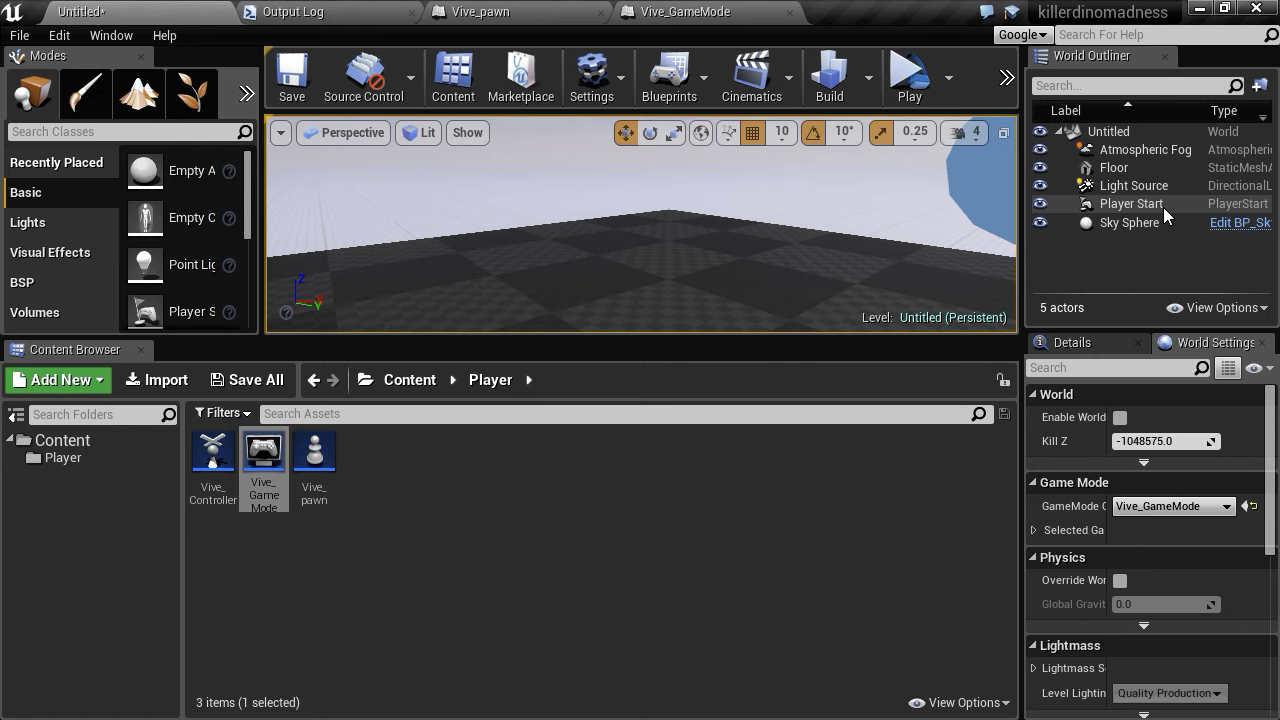 Untitled*
Output Log
Vive_pawn
Vive_GameMode
killerdinomadness
File
Edit
Window
Help
Google
Search For Help
Modes
Save
Source Control
Content
Marketplace
Settings
Blueprints
Cinematics
Build
Play
Search Classes
Recently Placed
Basic
Lights
Visual Effects
BSP
Volumes
Empty A
Empty C
Point Lig
Player S
Perspective
Lit
Show
10
10°
0.25
4
Z
X
Y
Level: Untitled (Persistent)
World Outliner
Search...
Label
Type
Untitled
World
Atmospheric Fog
Atmospheric
Floor
StaticMeshA
Light Source
DirectionalL
Player Start
PlayerStart
Sky Sphere
Edit BP_Sk
5 actors
View Options
Content Browser
Add New
Import
Save All
Content
Player
Search Folders
Content
Player
Filters
Search Assets
Vive_
Controller
Vive_
Game
Mode
Vive_
pawn
3 items (1 selected)
View Options
Details
World Settings
Search
World
Enable World
Kill Z
-1048575.0
Game Mode
GameMode O
Vive_GameMode
Selected Ga
Physics
Override Wor
Global Gravit
0.0
Lightmass
Lightmass S
Level Lightin
Quality Production